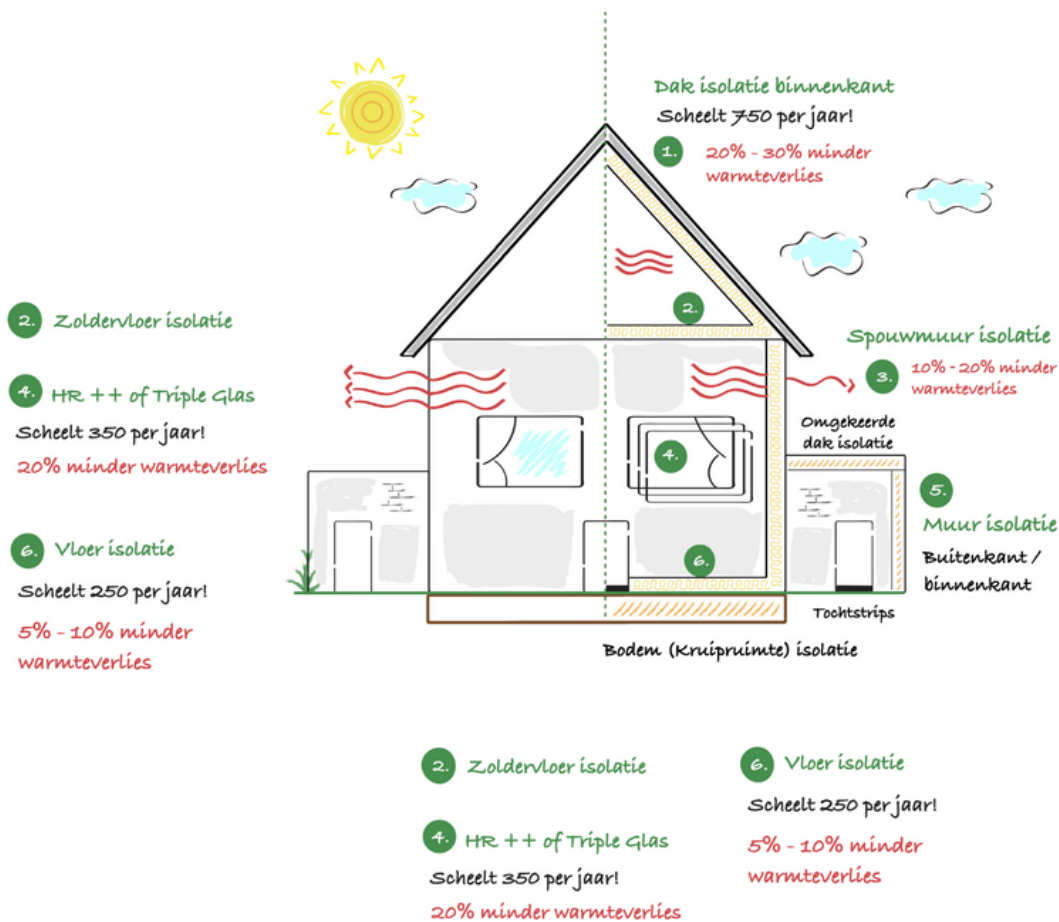 Dak isolatie binnenkant
Scheelt 750 per jaar!
1. 20% - 30% minder
warmteverlies
2.
2. Zoldervloer isolatie
Spouwmuur isolatie
3. 10% - 20% minder
warmteverlies
4. HR ++ of Triple Glas
Scheelt 350 per jaar!
20% minder warmteverlies
Omgekeerde
dak isolatie
4.
5.
Muur isolatie
Buitenkant /
binnenkant
6. Vloer isolatie
Scheelt 250 per jaar!
5% - 10% minder
warmteverlies
6.
Tochtstrips
Bodem (Kruipruimte) isolatie
2. Zoldervloer isolatie
4. HR ++ of Triple Glas
Scheelt 350 per jaar!
20% minder warmteverlies
6. Vloer isolatie
Scheelt 250 per jaar!
5% - 10% minder
warmteverlies